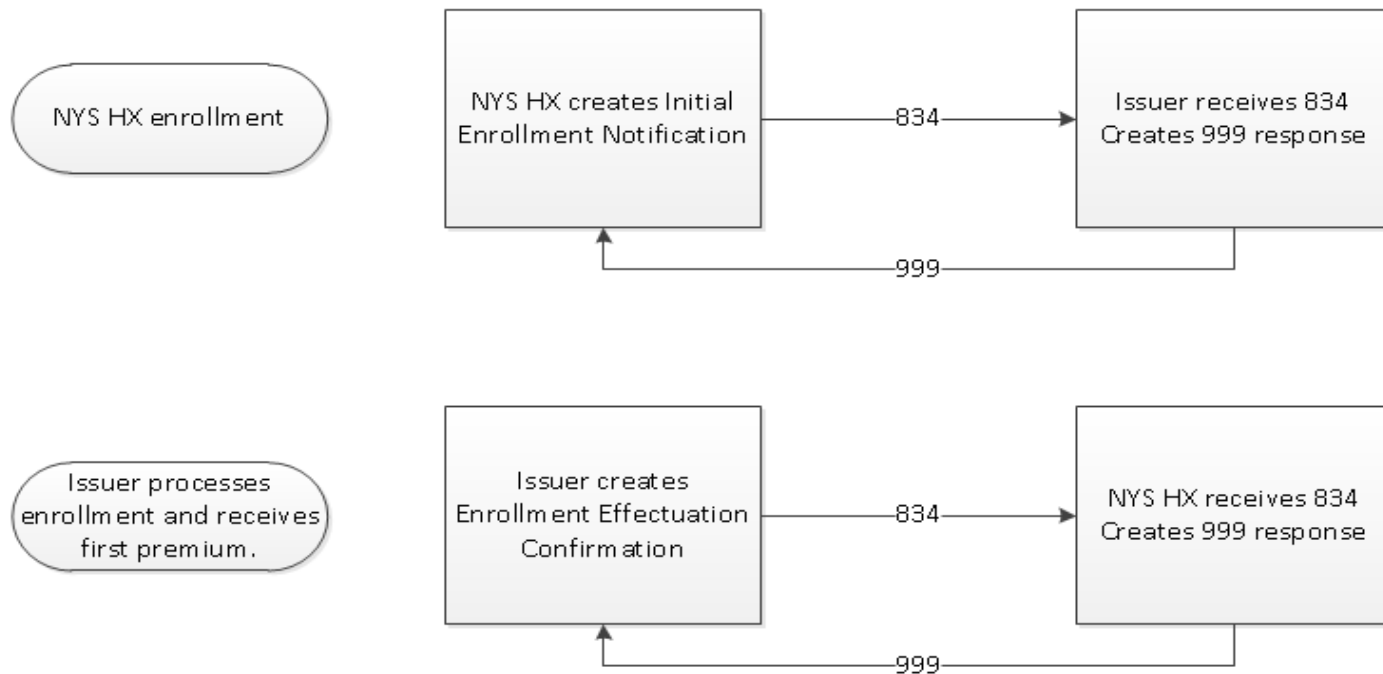 NYS HX enrollment
NYS HX creates Initial
Enrollment Notification
834
Issuer receives 834
Creates 999 response
999
Issuer processes
enrollment and receives
first premium.
Issuer creates
Enrollment Effectuation
Confirmation
834
NYS HX receives 834
Creates 999 response
999